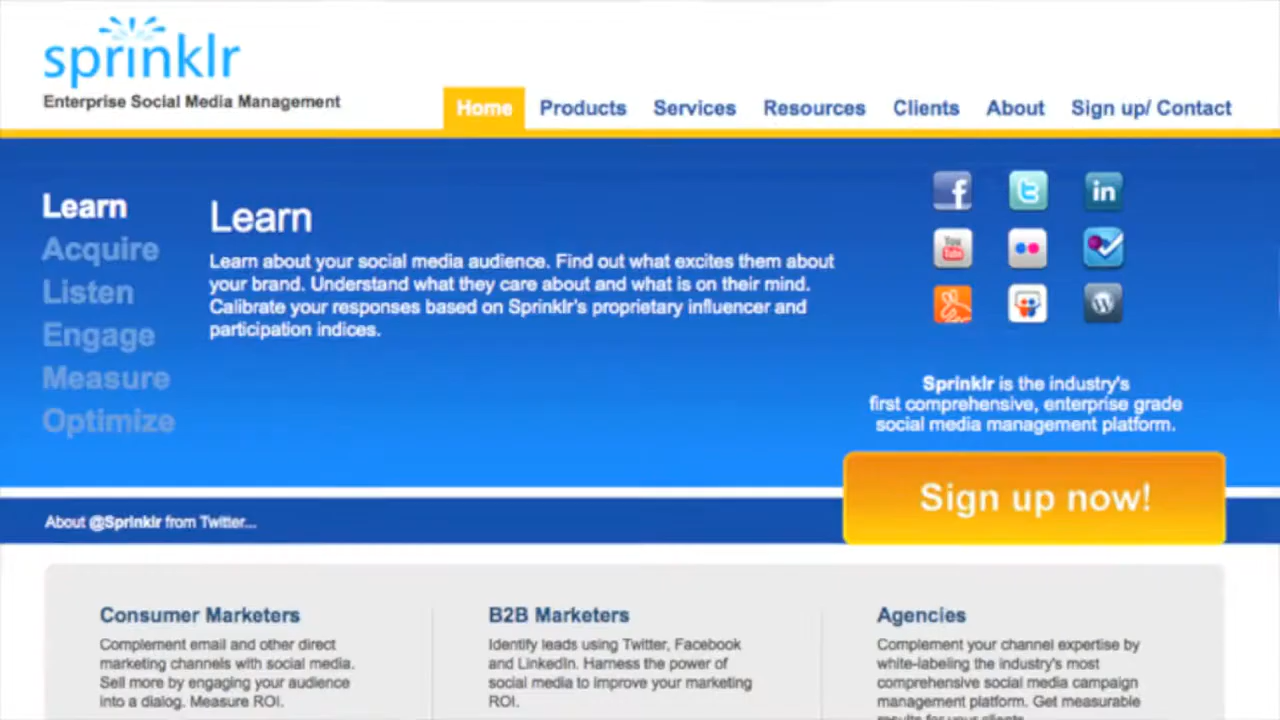 sprinklr
Enterprise Social Media Management
Home Products Services Resources Clients About Sign up/ Contact
Learn
Acquire
Listen
Engage
Measure
Optimize
Learn
Learn about your social media audience. Find out what excites them about
your brand. Understand what they care about and what is on their mind.
Calibrate your responses based on Sprinklr's proprietary influencer and
participation indices.
f
t
in
You
Tube
W
Sprinklr is the industry's
first comprehensive, enterprise grade
social media management platform.
Sign up now!
About @Sprinklr from Twitter...
Consumer Marketers
Complement email and other direct
marketing channels with social media.
Sell more by engaging your audience
into a dialog. Measure ROI.
B2B Marketers
Identify leads using Twitter, Facebook
and LinkedIn. Harness the power of
social media to improve your marketing
ROI.
Agencies
Complement your channel expertise by
white-labeling the industry's most
comprehensive social media campaign
management platform. Get measurable
results for your clients.